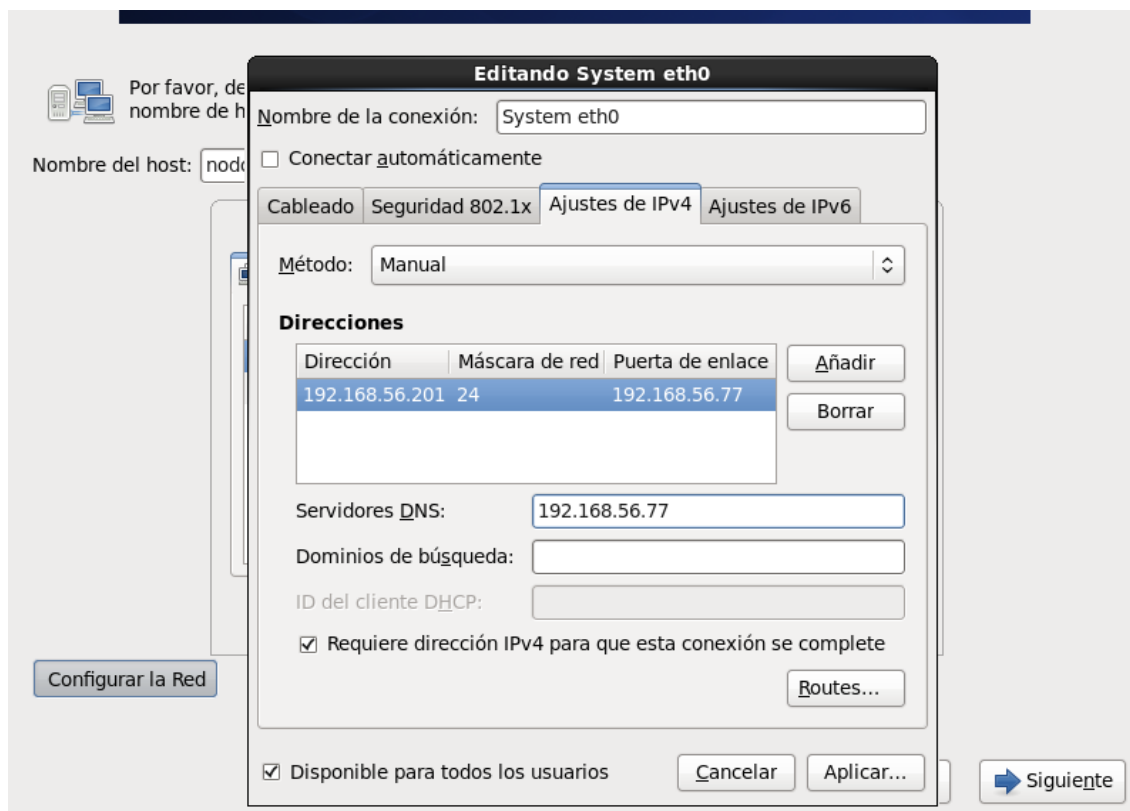 Por favor, de
nombre de h
Nombre del host: nodo
Editando System eth0
Nombre de la conexión: System eth0
Conectar automáticamente
Cableado Seguridad 802.1x Ajustes de IPv4 Ajustes de IPv6
Método: Manual
Direcciones
Dirección Máscara de red Puerta de enlace
Añadir
192.168.56.201 24 192.168.56.77
Borrar
Servidores DNS: 192.168.56.77
Dominios de búsqueda:
ID del cliente DHCP:
Requiere dirección IPv4 para que esta conexión se complete
Configurar la Red
Routes...
Disponible para todos los usuarios Cancelar Aplicar...
Siguiente